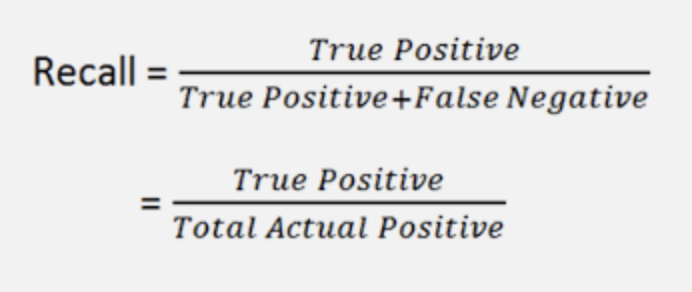 Recall = True Positive
True Positive+False Negative
= True Positive
Total Actual Positive